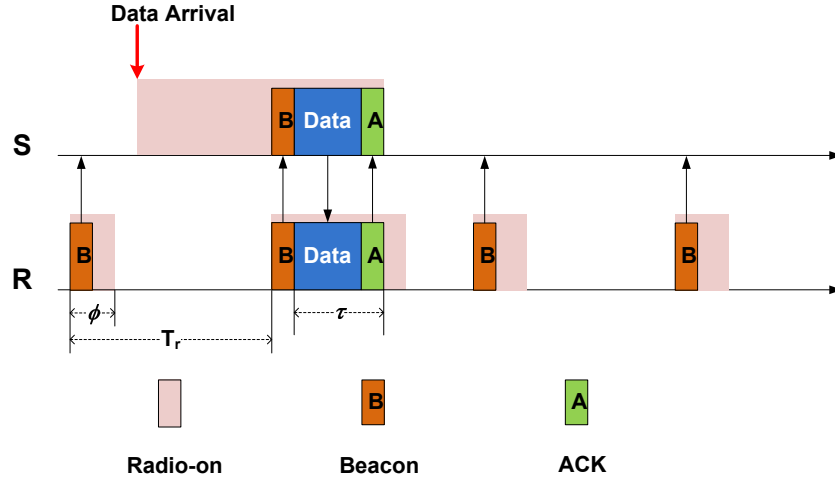 Data Arrival
S
B Data A
R
B
B Data A
B
B
ϕ
τ
Tr
B
A
Radio-on
Beacon
ACK